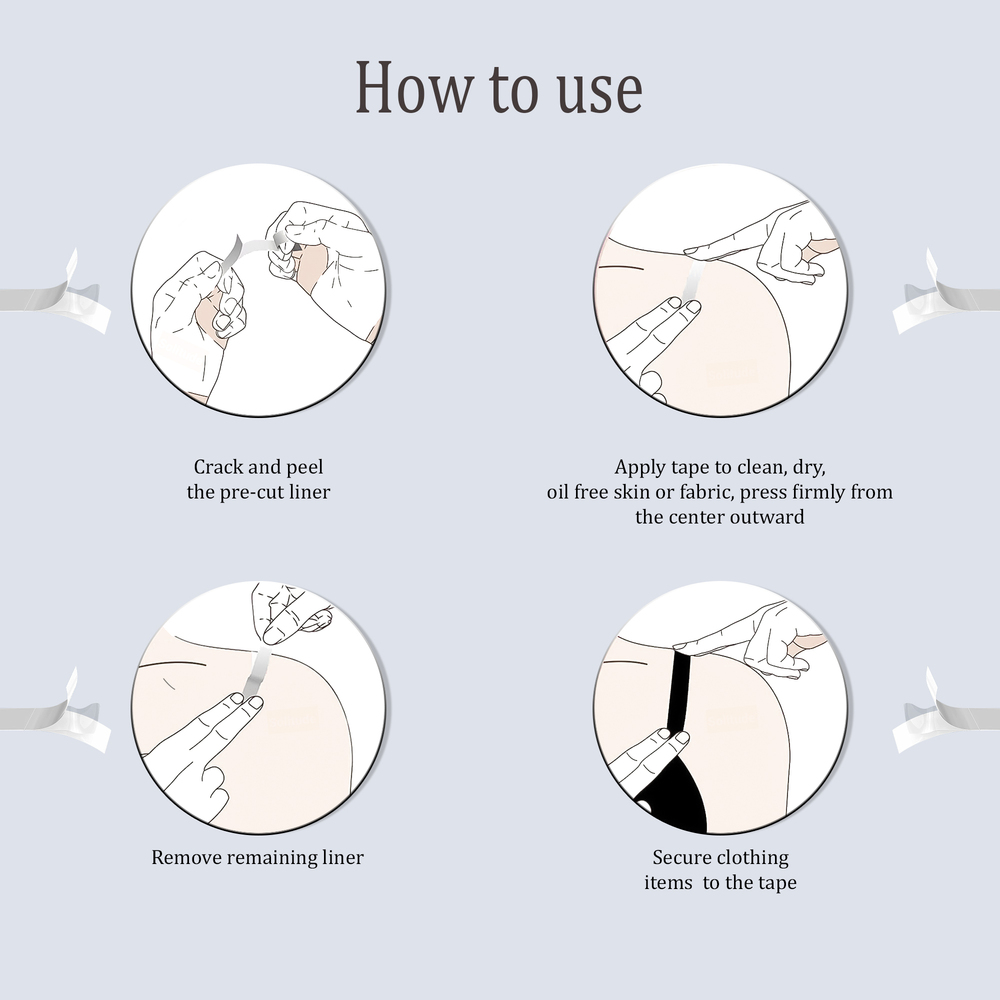 How to use
Crack and peel
the pre-cut liner
Apply tape to clean, dry,
oil free skin or fabric, press firmly from
the center outward
Remove remaining liner
Secure clothing
items to the tape